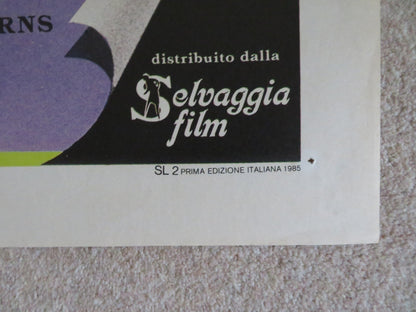 RNS
distribuito dalla
Selvaggia
film
SL 2 PRIMA EDIZIONE ITALIANA 1985